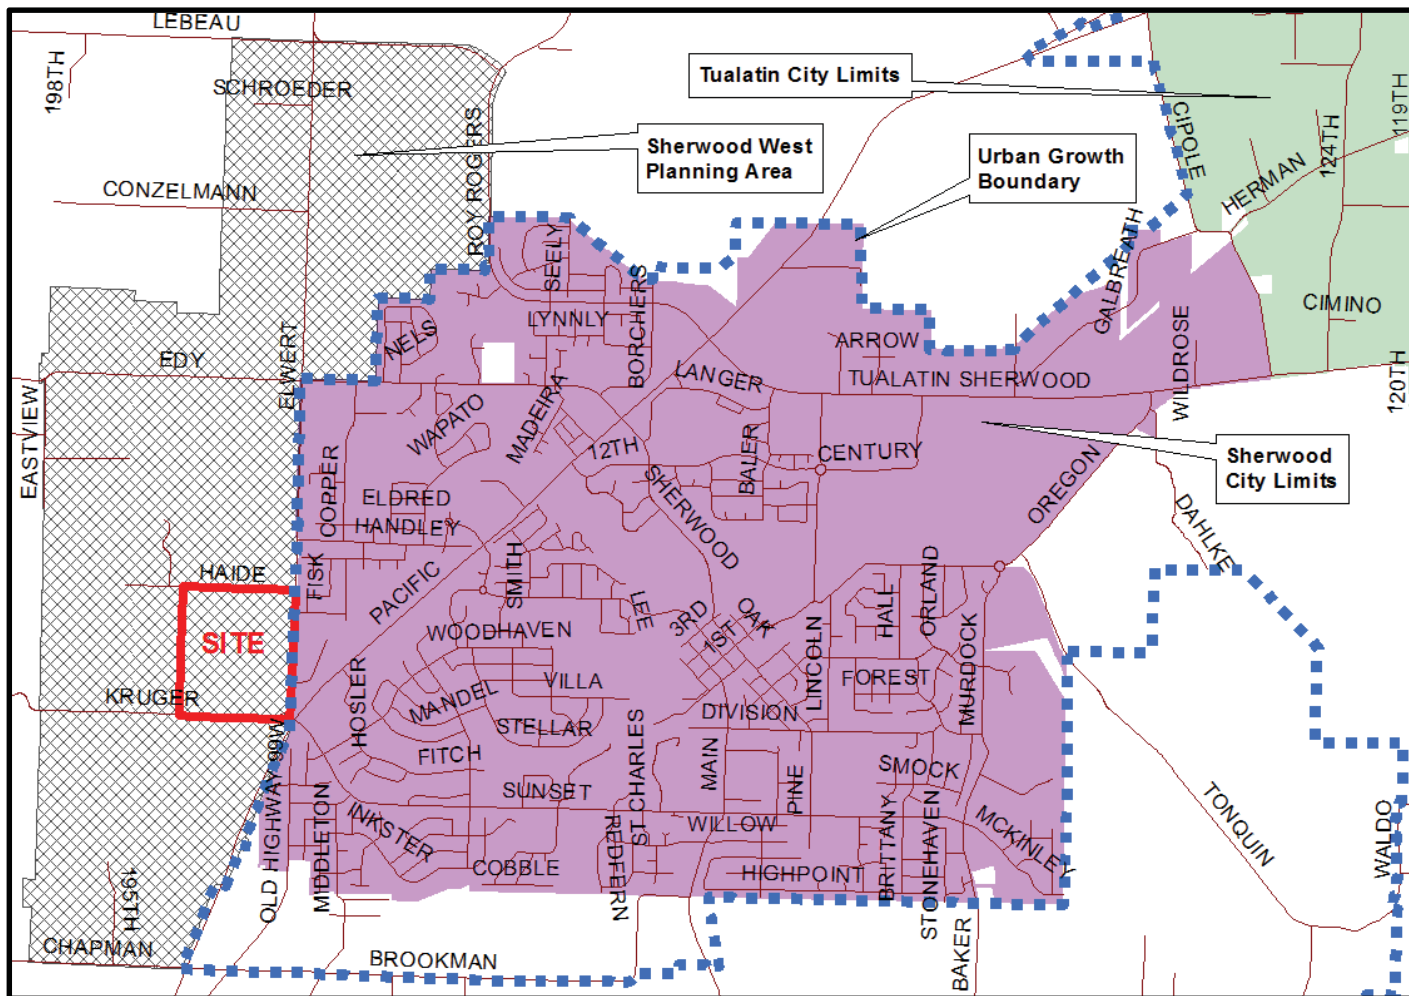 LEBEAU
198TH
SCHROEDER
Tualatin City Limits
119TH
CIPOLE
124TH
ROY ROGERS
Sherwood West
Planning Area
Urban Growth
Boundary
HERMAN
CONZELMANN
SEELY
GALBREATH
BORCHERS
LYNNLY
CIMINO
NELS
ARROW
WILDROSE
EDY
ELWERT
LANGER
TUALATIN SHERWOOD
120TH
EASTVIEW
WAPATO
MADEIRA
12TH
BALER
CENTURY
Sherwood
City Limits
COPPER
ELDRED
HANDLEY
SHERWOOD
OREGON
DAHLKE
HAIDE
FISK
PACIFIC
SMITH
LEE
3RD
1ST
OAK
HALL
ORLAND
SITE
WOODHAVEN
LINCOLN
MURDOCK
KRUGER
HOSLER
MANDEL
VILLA
FOREST
STELLAR
DIVISION
FITCH
ST CHARLES
MAIN
PINE
SMOCK
OLD HIGHWAY 99W
MIDDLETON
SUNSET
INKSTER
REDFERN
WILLOW
BRITTANY
STONEHAVEN
MCKINLEY
TONQUIN
WALDO
COBBLE
HIGHPOINT
195TH
CHAPMAN
BROOKMAN
BAKER